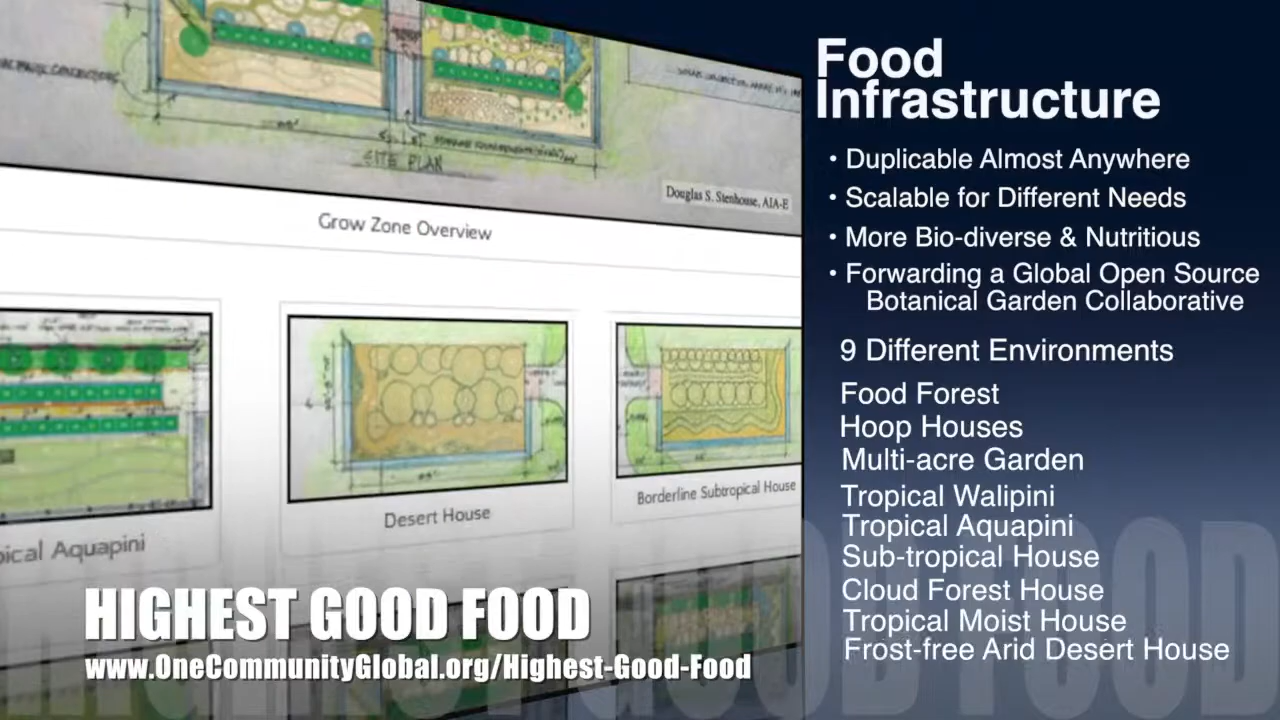 SITE PLAN
Douglas S. Stenhouse, AIA-E
Grow Zone Overview
pical Aquapini
Desert House
Borderline Subtropical House
HIGHEST GOOD FOOD
www.OneCommunityGlobal.org/Highest-Good-Food
Food
Infrastructure
• Duplicable Almost Anywhere
• Scalable for Different Needs
• More Bio-diverse & Nutritious
• Forwarding a Global Open Source
Botanical Garden Collaborative
9 Different Environments
Food Forest
Hoop Houses
Multi-acre Garden
Tropical Walipini
Tropical Aquapini
Sub-tropical House
Cloud Forest House
Tropical Moist House
Frost-free Arid Desert House
HIGHEST GOOD FOOD